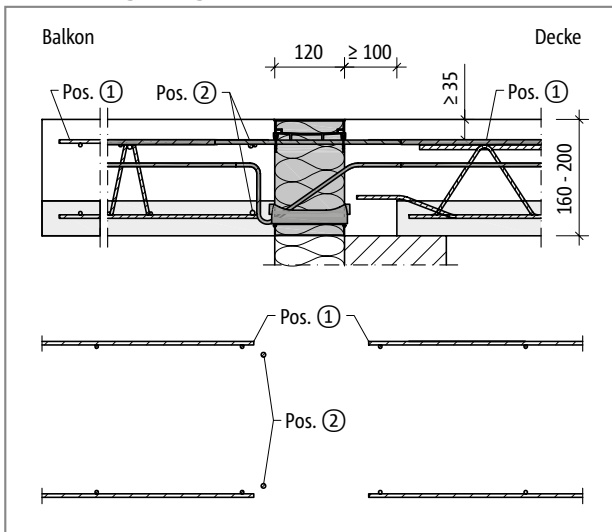 Balkon
120
≥ 100
Decke
Pos. ①
Pos. ②
≥ 35
Pos. ①
160 - 200
Pos. ①
Pos. ②